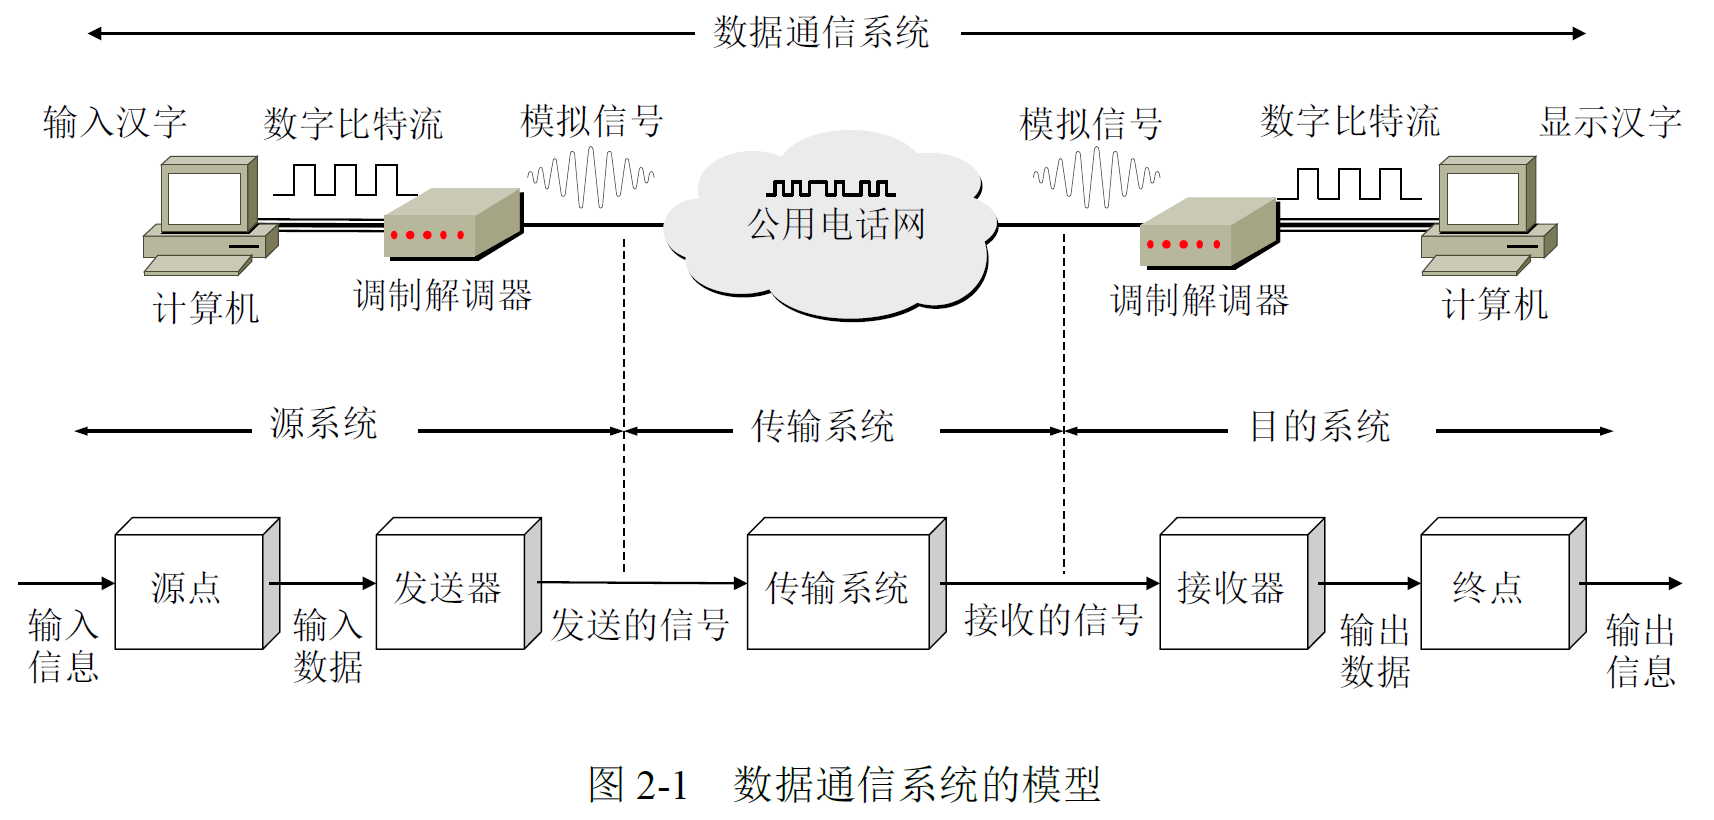 数据通信系统
输入汉字
数字比特流
模拟信号
模拟信号
数字比特流
显示汉字
公用电话网
计算机
调制解调器
调制解调器
计算机
源系统
传输系统
目的系统
源点
发送器
传输系统
接收器
终点
输入
信息
输入
数据
发送的信号
接收的信号
输出
数据
输出
信息
图 2-1 数据通信系统的模型